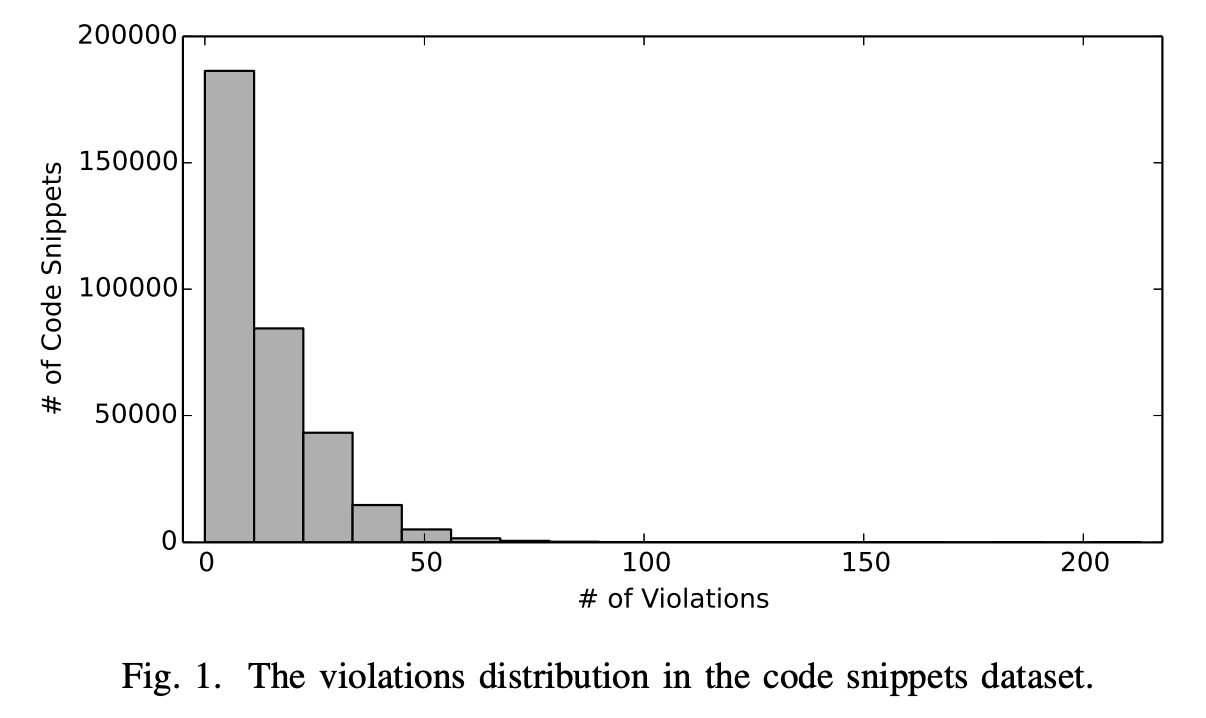 200000
150000
100000
50000
0
# of Code Snippets
0 50 100 150 200
# of Violations
Fig. 1. The violations distribution in the code snippets dataset.